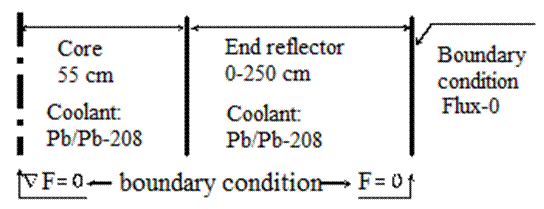 Core
55 cm
Coolant:
Pb/Pb-208
End reflector
0-250 cm
Coolant:
Pb/Pb-208
Boundary
condition
Flux-0
∇ F= 0 boundary condition F= 0